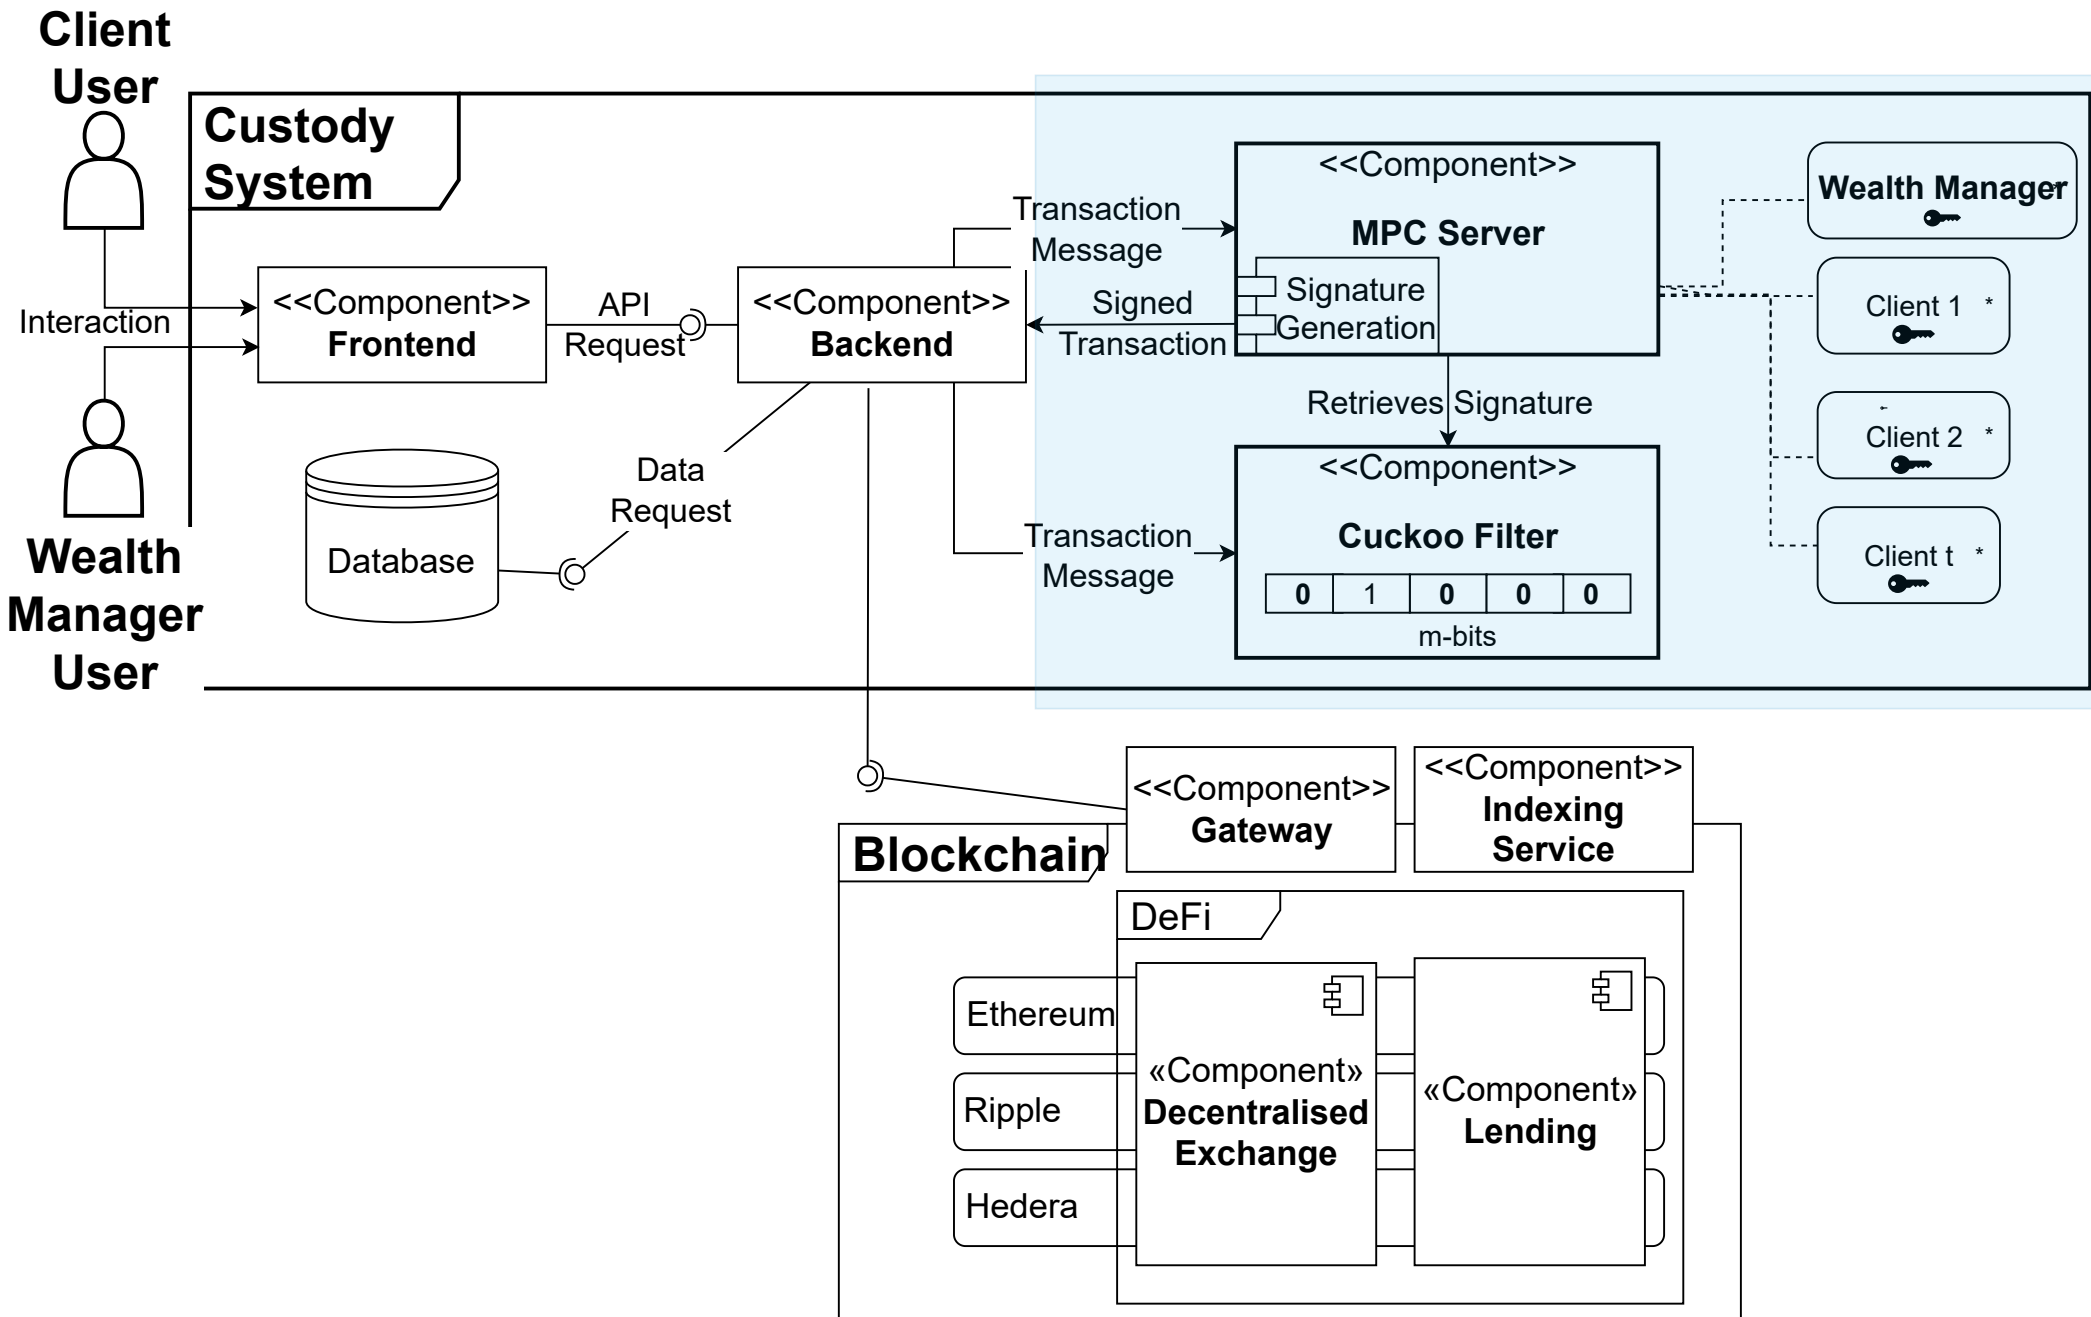 Client
User
Custody
System
Interaction
Wealth
Manager
User
<<Component>>
Frontend
API
Request
<<Component>>
Backend
Database
Data
Request
Transaction
Message
Signed
Transaction
Transaction
Message
<<Component>>
MPC Server
Signature
Generation
Retrieves Signature
<<Component>>
Cuckoo Filter
0 1 0 0 0
m-bits
Wealth Manager
*
Client 1 *
Client 2 *
Client t *
<<Component>>
Gateway
<<Component>>
Indexing
Service
Blockchain
DeFi
Ethereum
Ripple
Hedera
«Component»
Decentralised
Exchange
«Component»
Lending